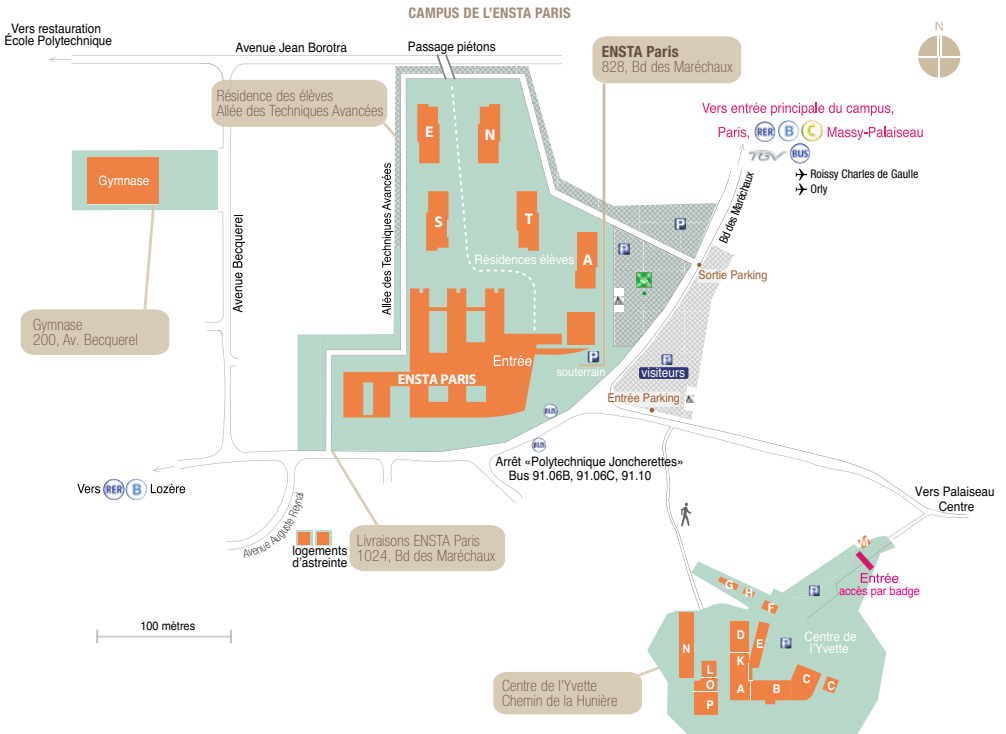 CAMPUS DE L'ENSTA PARIS
Vers restauration
École Polytechnique
Avenue Jean Borotra
Passage piétons
ENSTA Paris
828, Bd des Maréchaux
N
Résidence des élèves
Allée des Techniques Avancées
Vers entrée principale du campus,
Paris, RER B C Massy-Palaiseau
TGV BUS
Roissy Charles de Gaulle
Orly
E
N
Gymnase
S
T
A
Résidences élèves
Allée des Techniques Avancées
Avenue Becquerel
Bd des Maréchaux
P
P
Sortie Parking
Gymnase
200, Av. Becquerel
Entrée
ENSTA PARIS
P
souterrain
P
visiteurs
Entrée Parking
BUS
BUS
Arrêt «Polytechnique Joncherettes»
Bus 91.06B, 91.06C, 91.10
Vers RER B Lozère
Avenue Auguste Reynal
logements
d'astreinte
Livraisons ENSTA Paris
1024, Bd des Maréchaux
Vers Palaiseau
Centre
M
Entrée
accès par badge
P
G
H
F
100 mètres
N
D
E
P
Centre de
l'Yvette
K
L
O
P
A
B
C
C
Centre de l'Yvette
Chemin de la Hunière